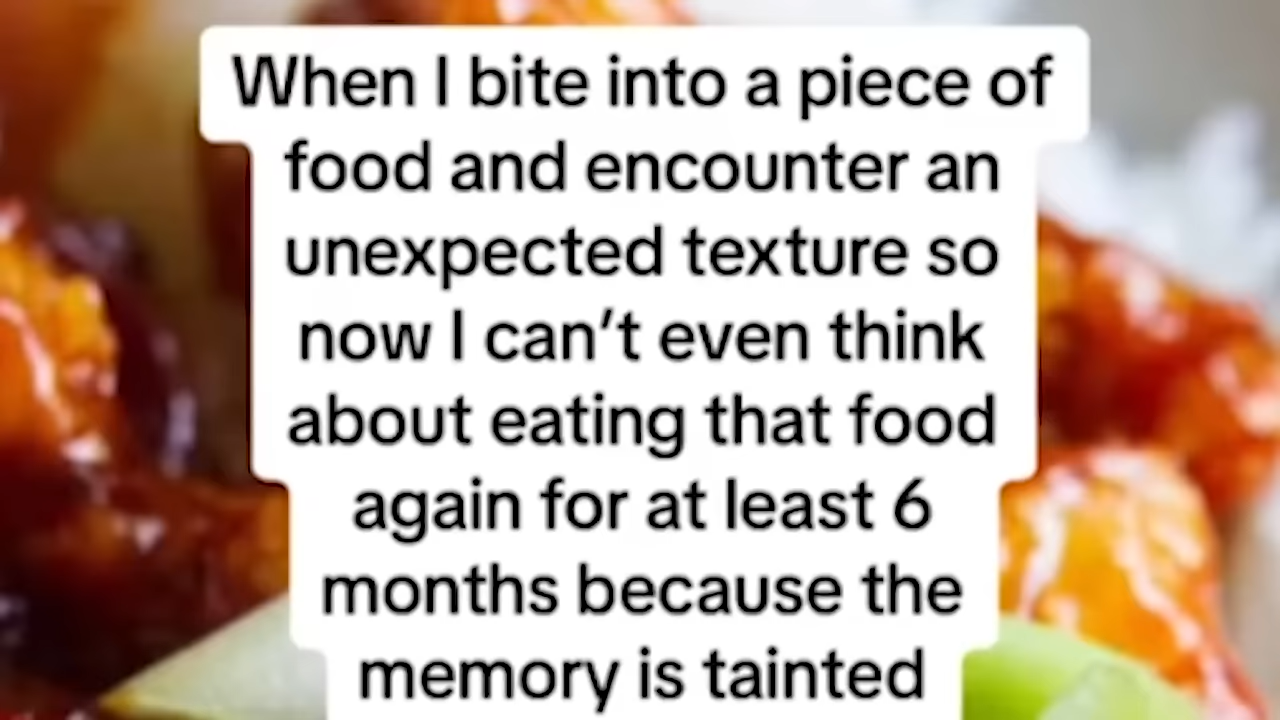 When I bite into a piece of
food and encounter an
unexpected texture so
now I can’t even think
about eating that food
again for at least 6
months because the
memory is tainted